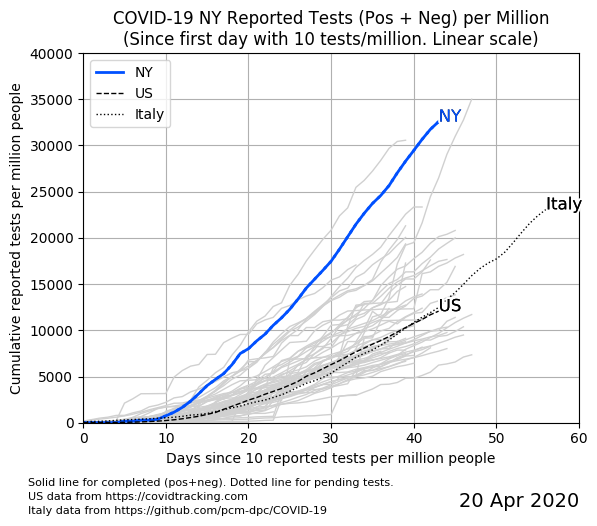 COVID-19 NY Reported Tests (Pos + Neg) per Million
(Since first day with 10 tests/million. Linear scale)
Cumulative reported tests per million people
40000
35000
30000
25000
20000
15000
10000
5000
0
NY
US
Italy
NY
Italy
US
0 10 20 30 40 50 60
Days since 10 reported tests per million people
Solid line for completed (pos+neg). Dotted line for pending tests.
US data from https://covidtracking.com
Italy data from https://github.com/pcm-dpc/COVID-19
20 Apr 2020